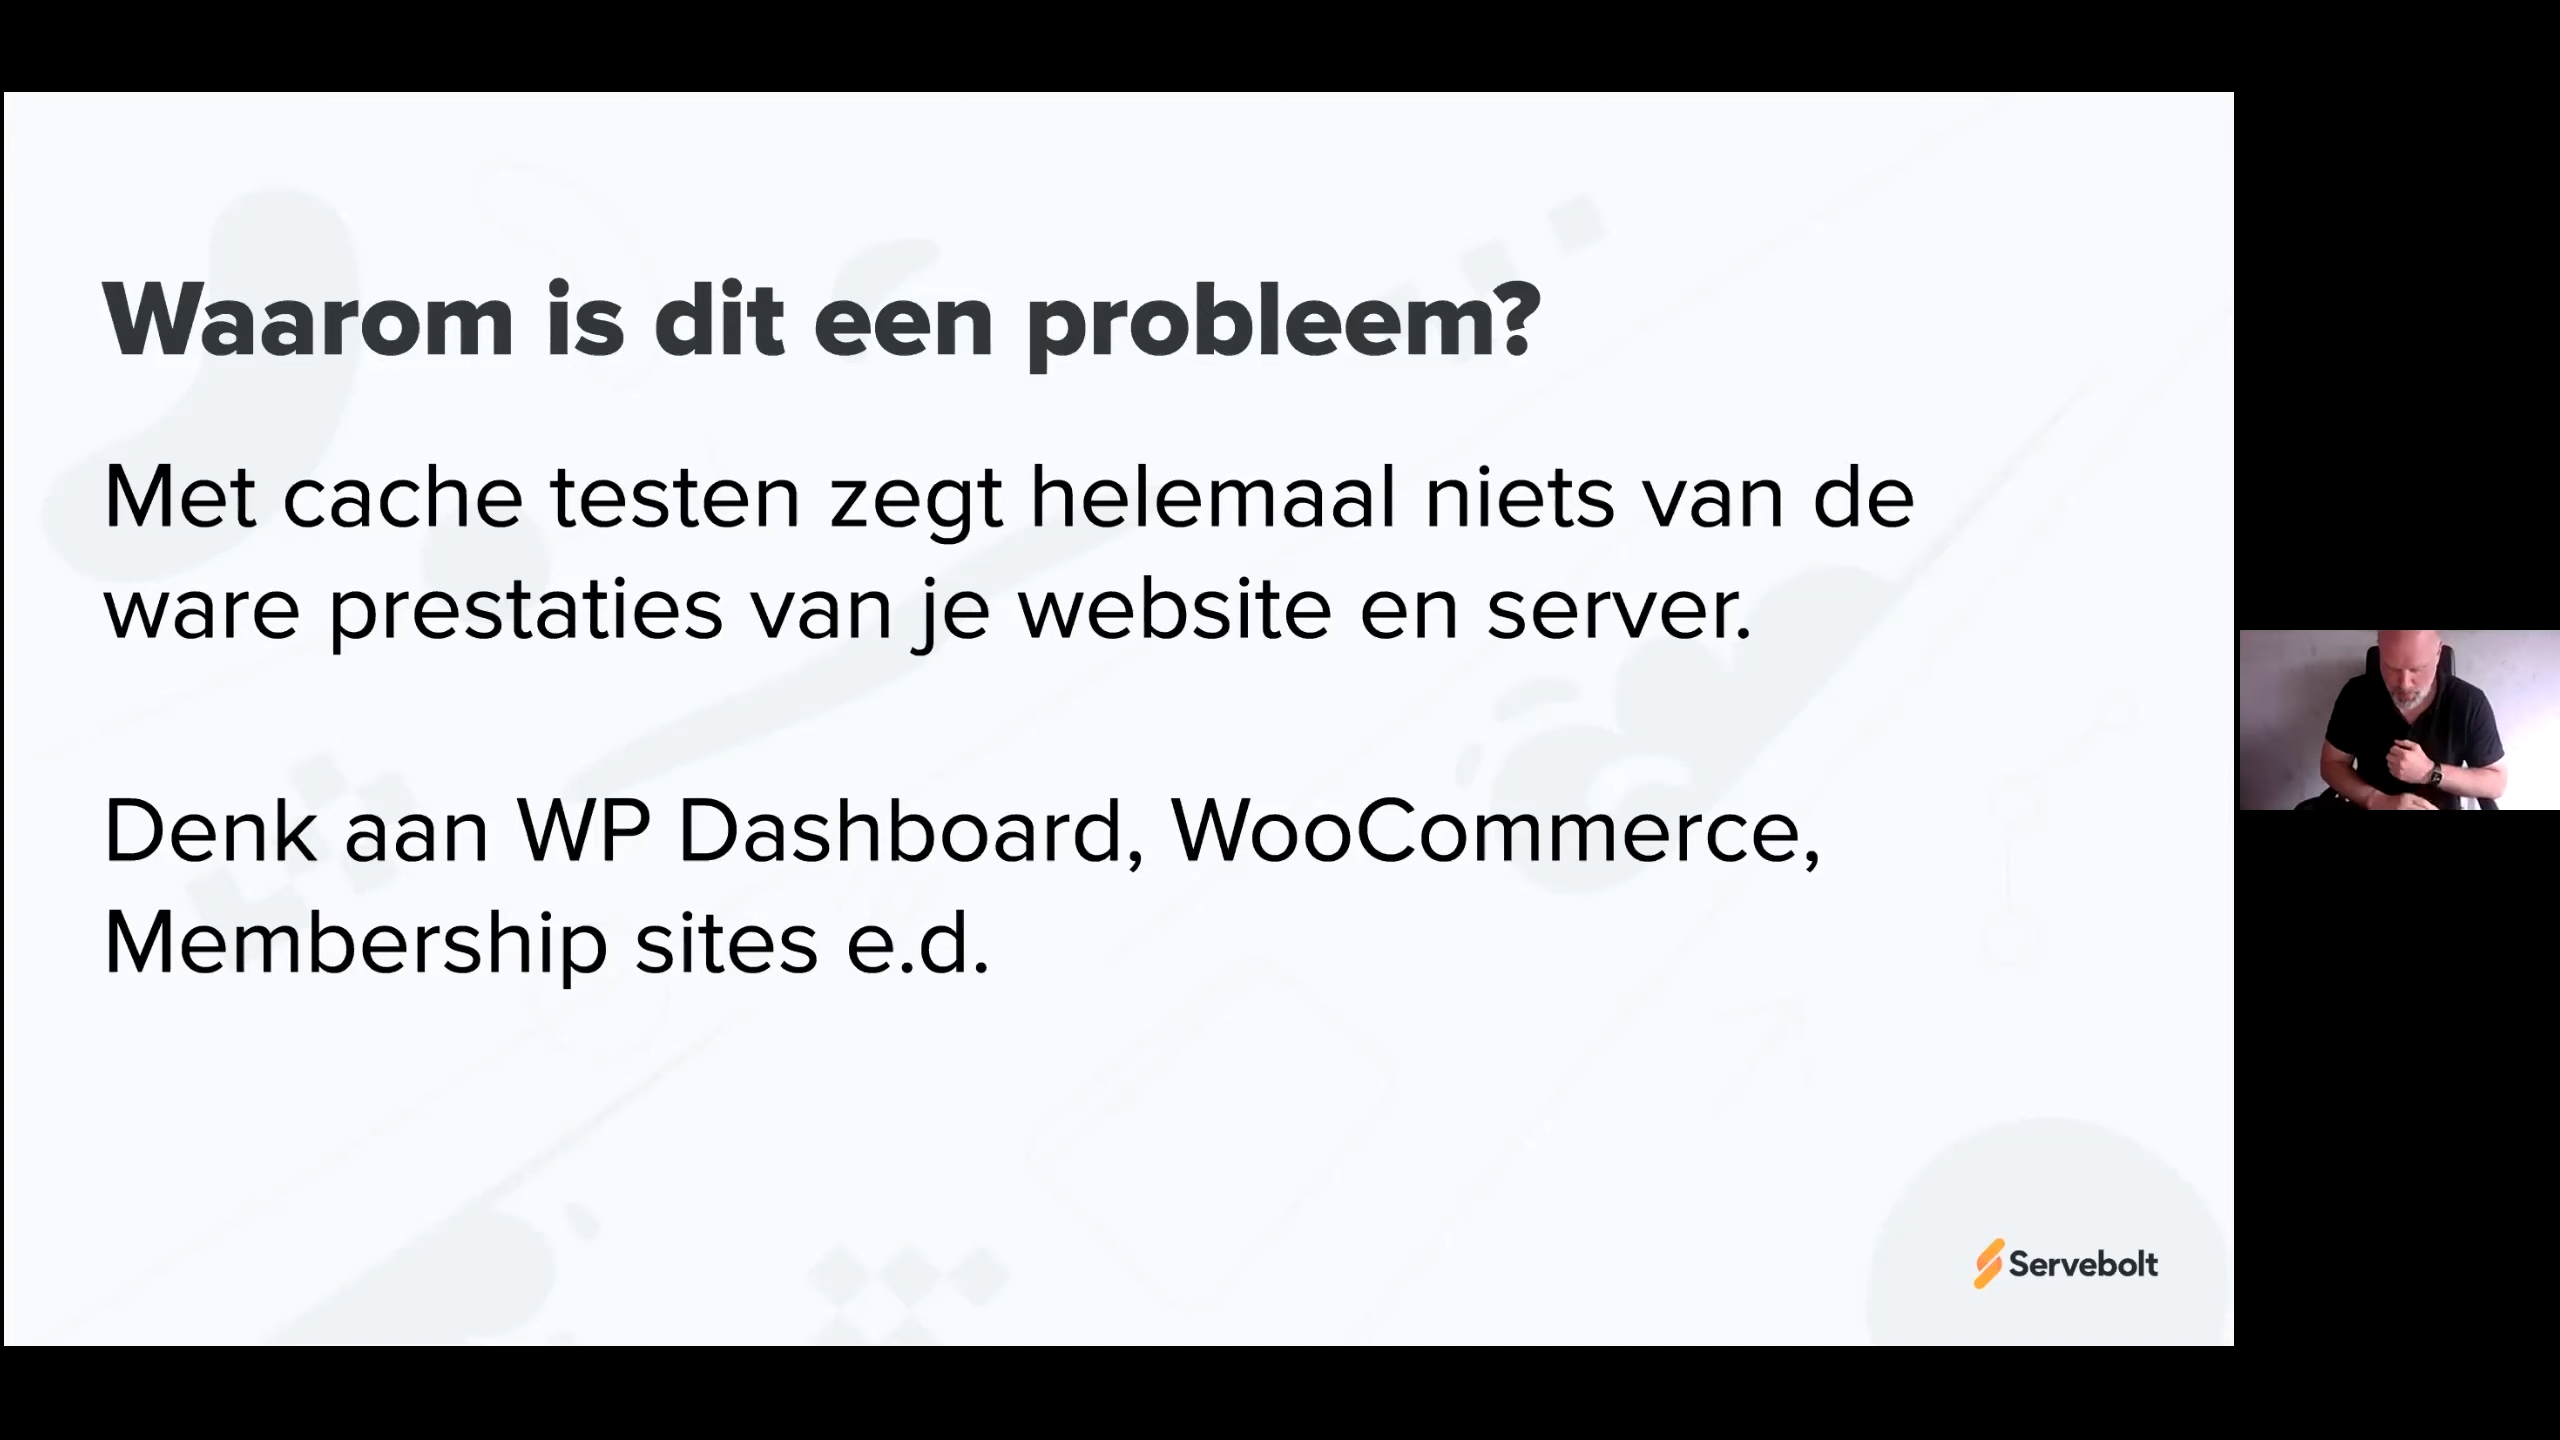 Waarom is dit een probleem?
Met cache testen zegt helemaal niets van de
ware prestaties van je website en server.
Denk aan WP Dashboard, WooCommerce,
Membership sites e.d.
Servebolt